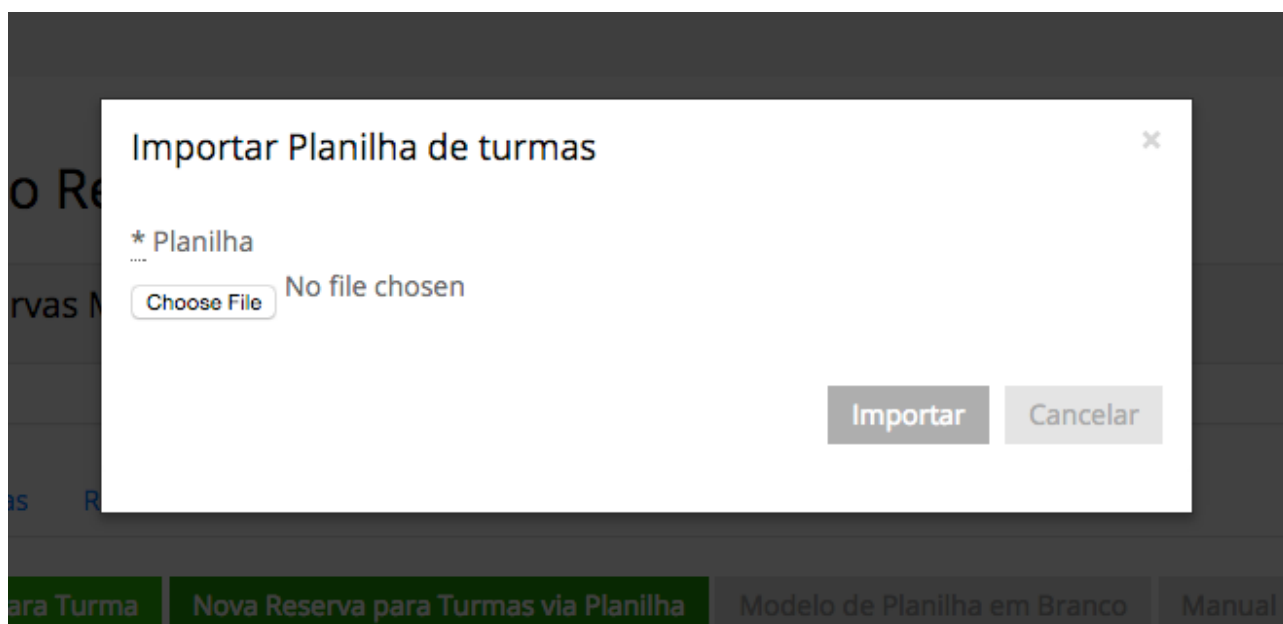 Importar Planilha de turmas ×
o Re
* Planilha
Choose File No file chosen
rvas M
Importar Cancelar
as R
ara Turma Nova Reserva para Turmas via Planilha Modelo de Planilha em Branco Manual